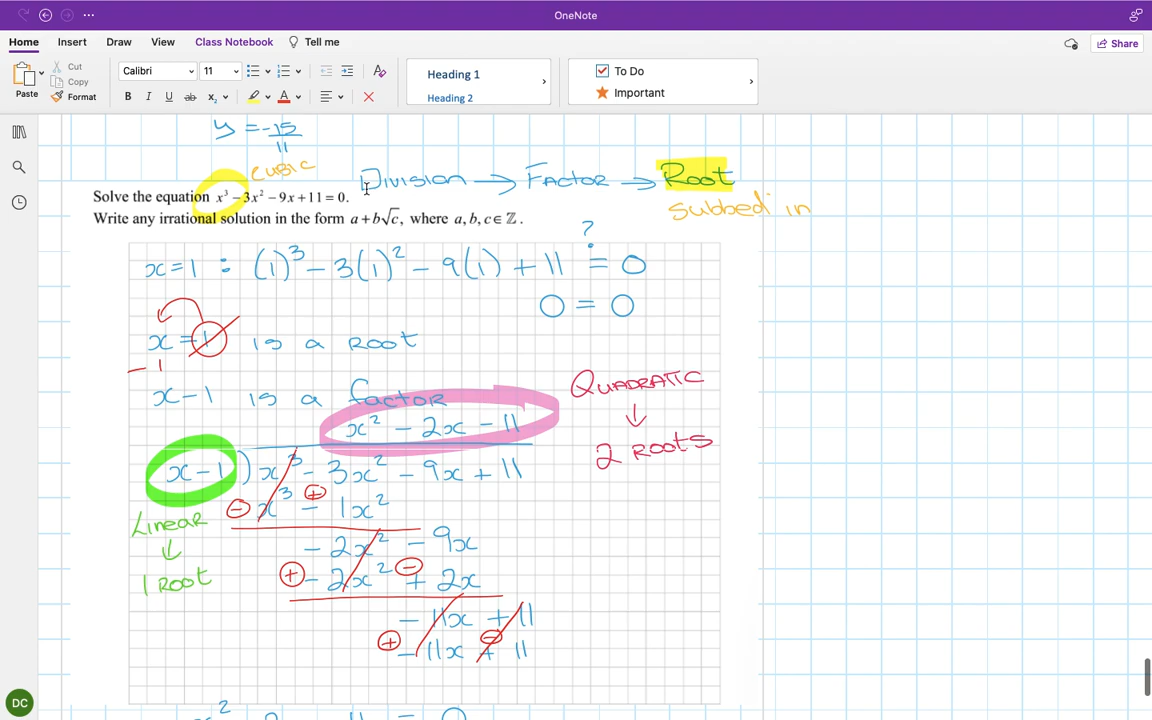 OneNote
Home Insert Draw View Class Notebook Tell me Share
Paste Cut Copy Format Calibri 11 Heading 1 Heading 2 To Do Important
B I U ab x₂ A
y = -15/11
cubic
Division → Factor → Root
Solve the equation x³ − 3x² − 9x + 11 = 0.
subbed in
Write any irrational solution in the form a + b√c, where a, b, c ∈ ℤ.
?
x = 1 : (1)³ − 3(1)² − 9(1) + 11 = 0
0 = 0
x = 1 is a Root
− 1
x − 1 is a factor
QUADRATIC
↓
2 ROOTS
x² − 2x − 11
x − 1 ) x³ − 3x² − 9x + 11
⊖ x³ − ⊕ 1x²
Linear
↓
1 ROOT
− 2x² − 9x
⊕ − 2x² ⊖ + 2x
− 11x + 11
⊕ − 11x ⊖ + 11
DC